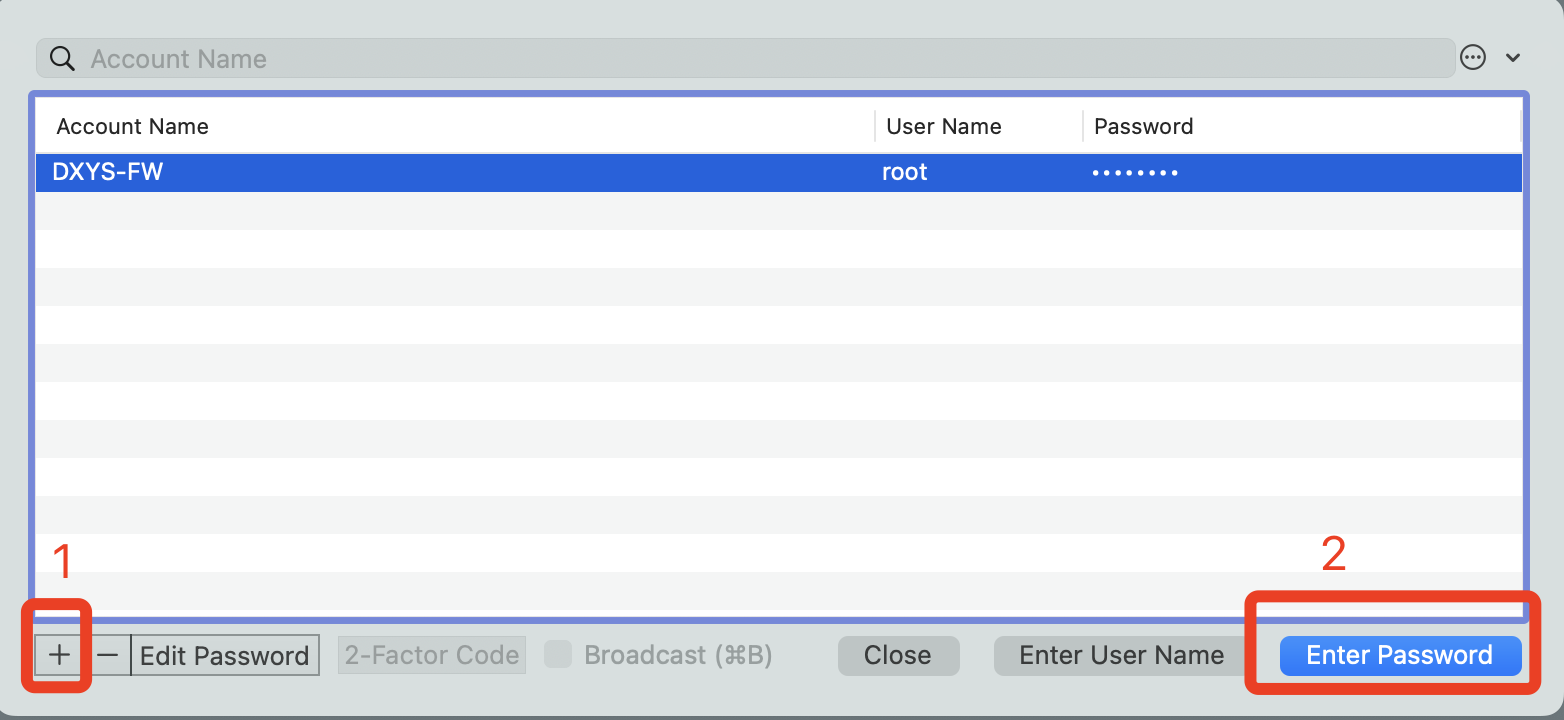 Account Name
Account Name User Name Password
DXYS-FW root ••••••••
1 2
+ − Edit Password 2-Factor Code Broadcast (⌘B) Close Enter User Name Enter Password